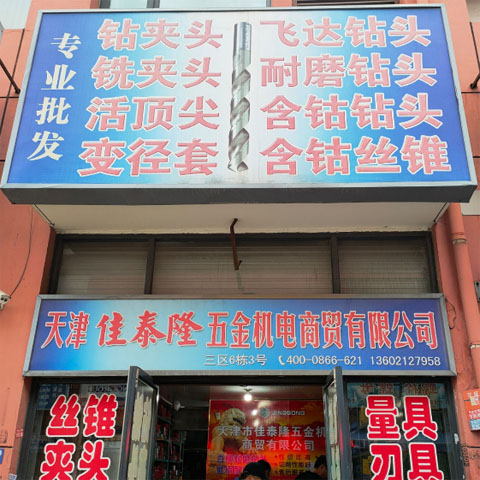 专业批发
钻夹头 飞达钻头
铣夹头 耐磨钻头
活顶尖 含钴钻头
变径套 含钴丝锥
天津佳泰隆五金机电商贸有限公司
三区6栋3号 400-0866-621 13602127958
丝锥
夹头
JINGGONG
天津市佳泰隆五金机
商贸有限公司
量具
刃具